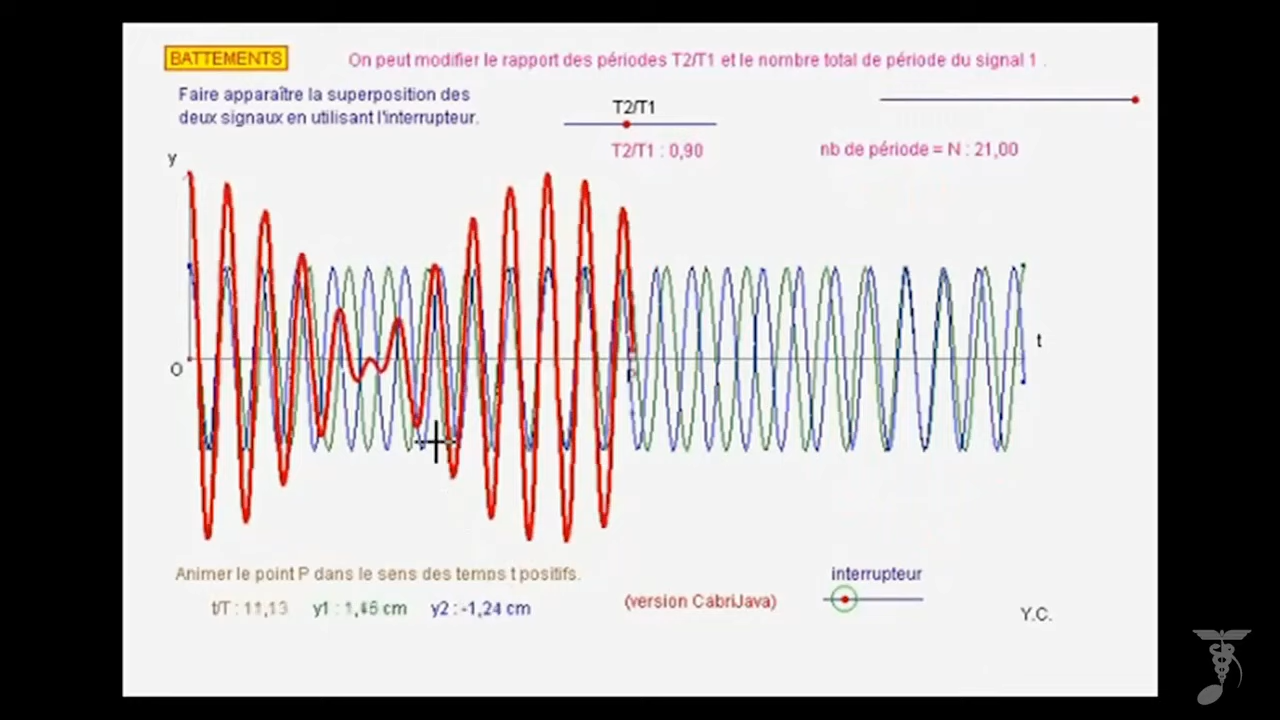 BATTEMENTS
On peut modifier le rapport des périodes T2/T1 et le nombre total de période du signal 1 .
Faire apparaître la superposition des
deux signaux en utilisant l'interrupteur.
T2/T1
T2/T1 : 0,90
nb de période = N : 21,00
y
O
P
t
Animer le point P dans le sens des temps t positifs.
t/T : 11,13
y1 : cm
y2 : -1,24 cm
(version CabriJava)
interrupteur
Y.C.